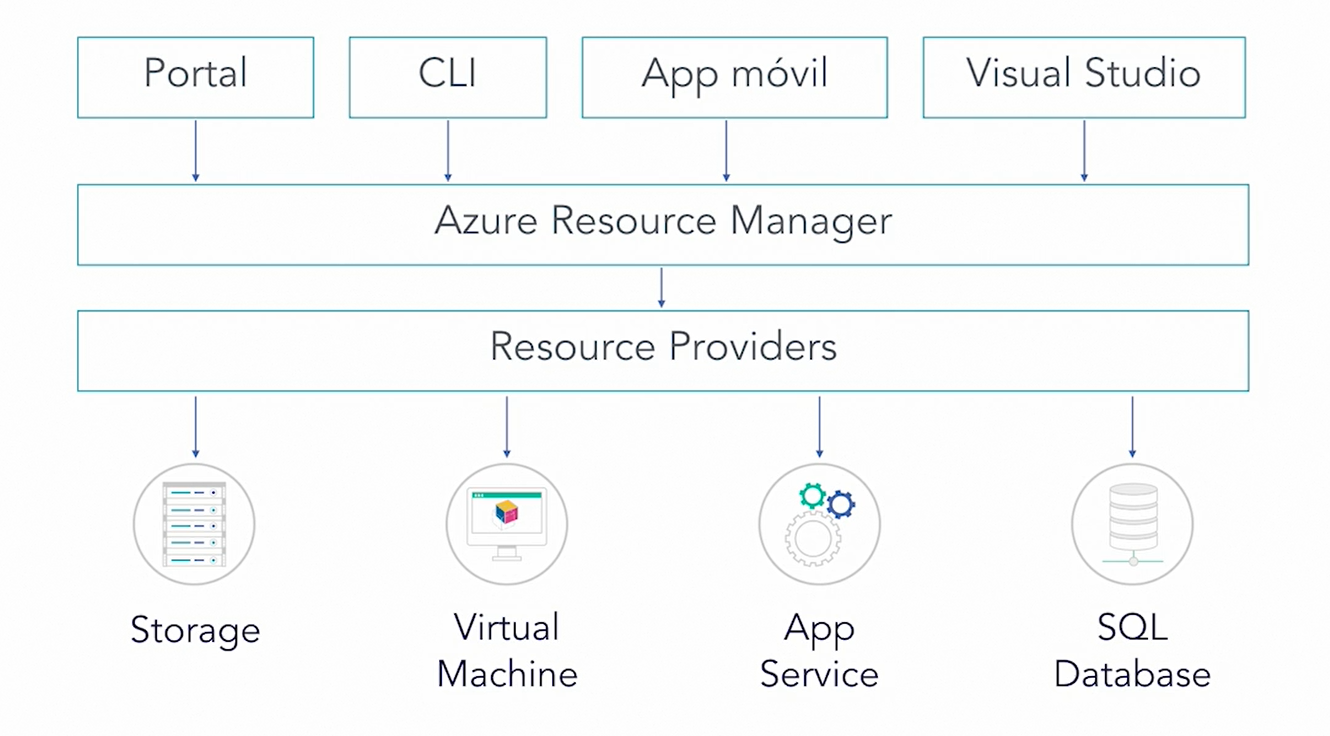 Portal
CLI
App móvil
Visual Studio
Azure Resource Manager
Resource Providers
Storage
Virtual
Machine
App
Service
SQL
Database